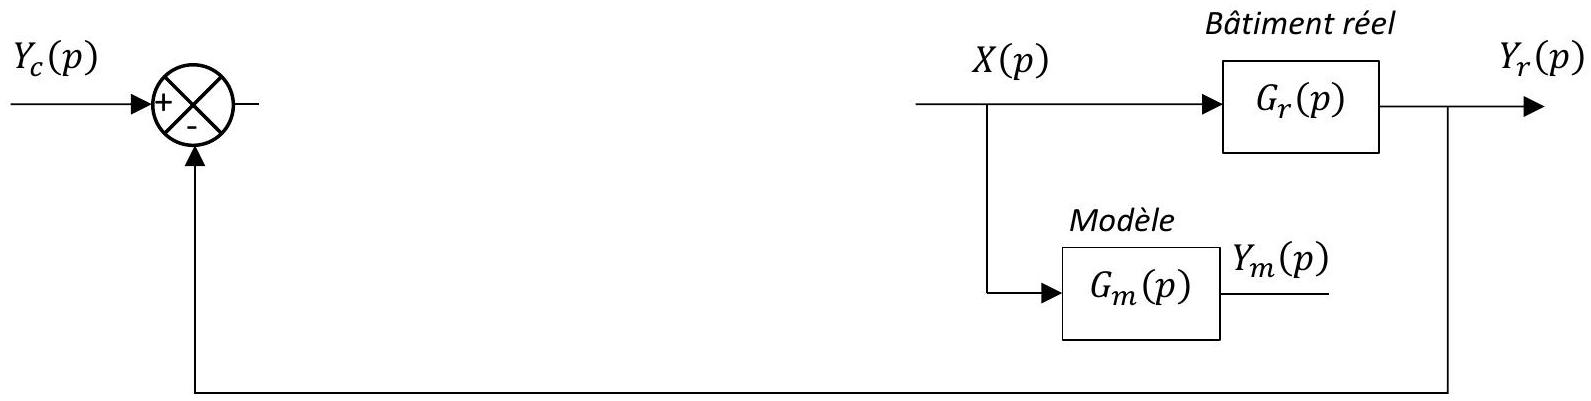 Bâtiment réel
Y_c(p)
X(p)
Y_r(p)
+
-
G_r(p)
Modèle
Y_m(p)
G_m(p)